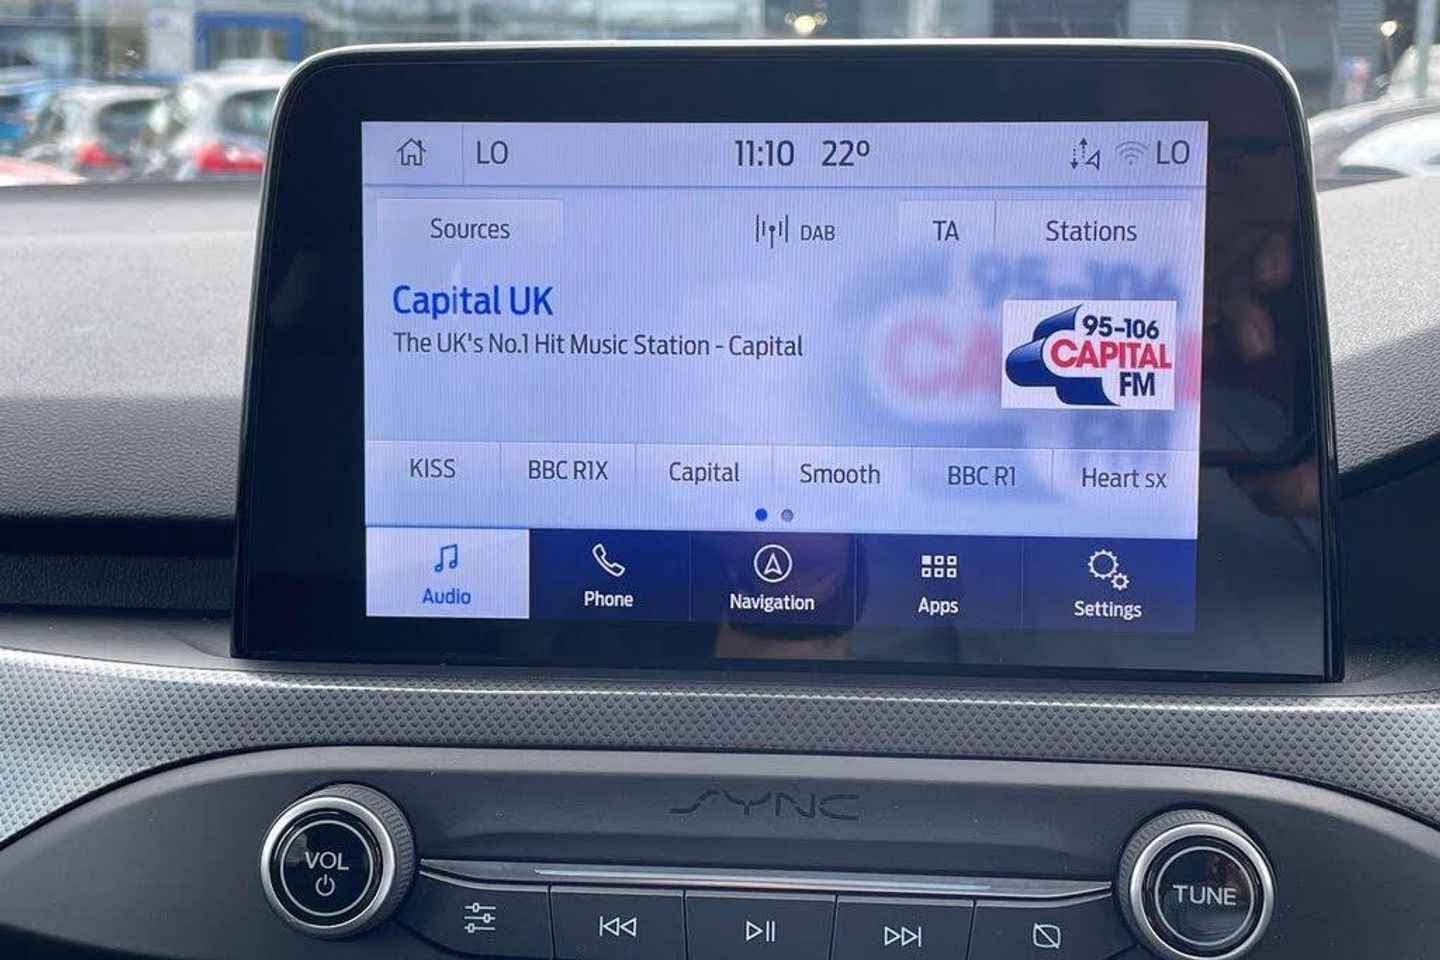 LO 11:10 22º LO
Sources DAB TA Stations
Capital UK
The UK's No.1 Hit Music Station - Capital
95-106
CAPITAL
FM
KISS BBC R1X Capital Smooth BBC R1 Heart sx
Audio Phone Navigation Apps Settings
SYNC
VOL
TUNE